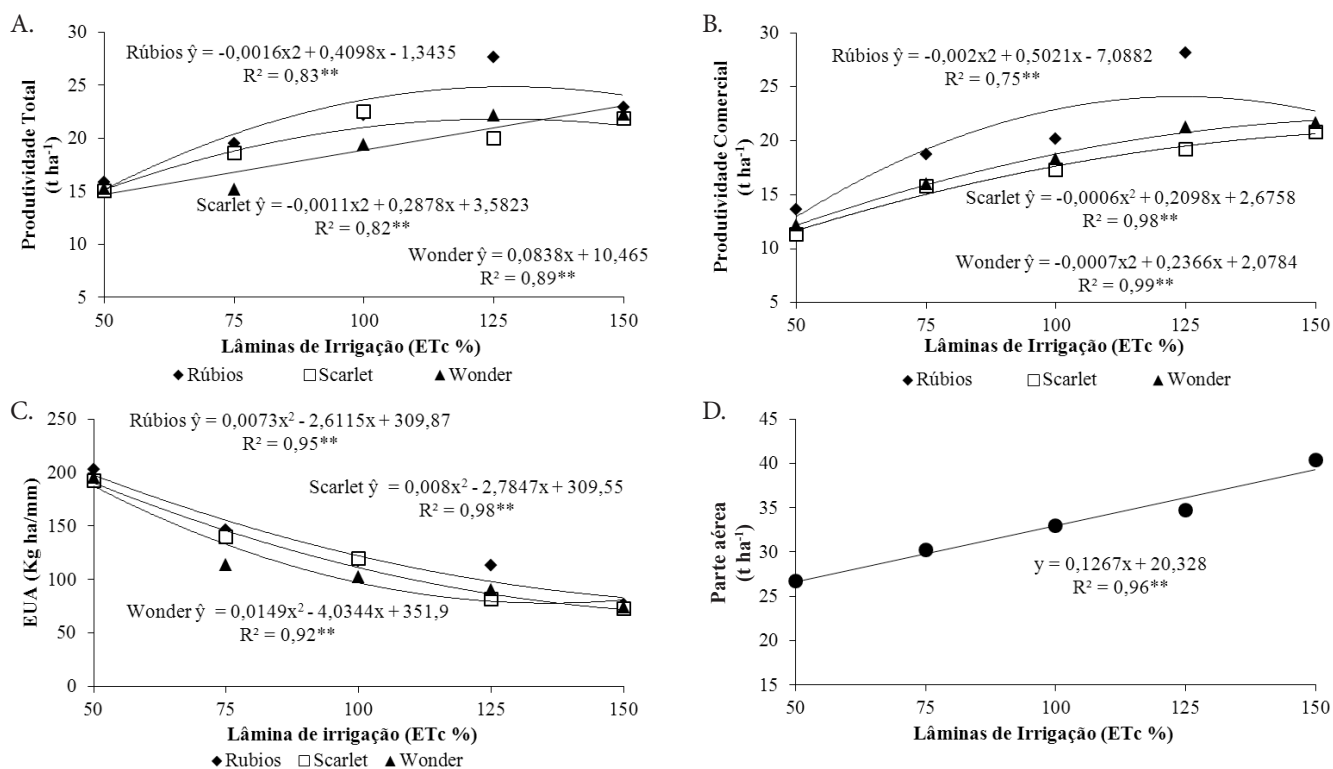 A.
Produtividade Total
(t ha-1)
30
25
20
15
10
5
Rúbios ŷ = -0,0016x2 + 0,4098x - 1,3435
R² = 0,83**
Scarlet ŷ = -0,0011x2 + 0,2878x + 3,5823
R² = 0,82**
Wonder ŷ = 0,0838x + 10,465
R² = 0,89**
50 75 100 125 150
Lâminas de Irrigação (ETc %)
Rúbios Scarlet Wonder
B.
Produtividade Comercial
(t ha-1)
30
25
20
15
10
5
Rúbios ŷ = -0,002x2 + 0,5021x - 7,0882
R² = 0,75**
Scarlet ŷ = -0,0006x² + 0,2098x + 2,6758
R² = 0,98**
Wonder ŷ = -0,0007x2 + 0,2366x + 2,0784
R² = 0,99**
50 75 100 125 150
Lâminas de Irrigação (ETc %)
Rúbios Scarlet Wonder
C.
EUA (Kg ha/mm)
250
200
150
100
50
0
Rúbios ŷ = 0,0073x² - 2,6115x + 309,87
R² = 0,95**
Scarlet ŷ = 0,008x² - 2,7847x + 309,55
R² = 0,98**
Wonder ŷ = 0,0149x² - 4,0344x + 351,9
R² = 0,92**
50 75 100 125 150
Lâmina de irrigação (ETc %)
Rubios Scarlet Wonder
D.
Parte aérea
(t ha-1)
45
40
35
30
25
20
15
y = 0,1267x + 20,328
R² = 0,96**
50 75 100 125 150
Lâminas de Irrigação (ETc %)